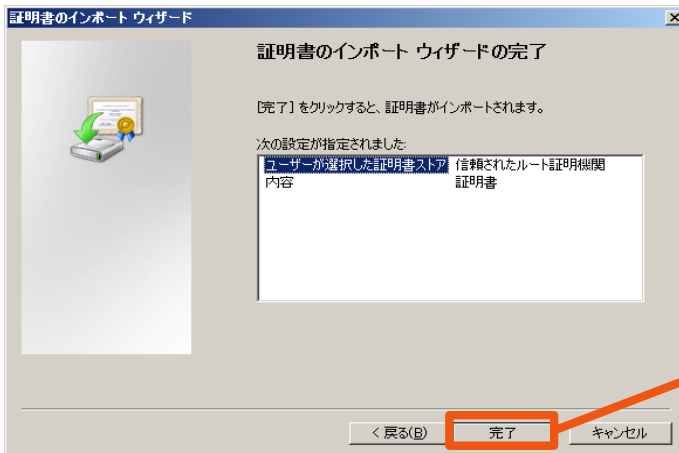 証明書のインポート ウィザード
証明書のインポート ウィザードの完了
[完了] をクリックすると、証明書がインポートされます。
次の設定が指定されました:
ユーザーが選択した証明書ストア 信頼されたルート証明機関
内容 証明書
< 戻る(B) 完了 キャンセル